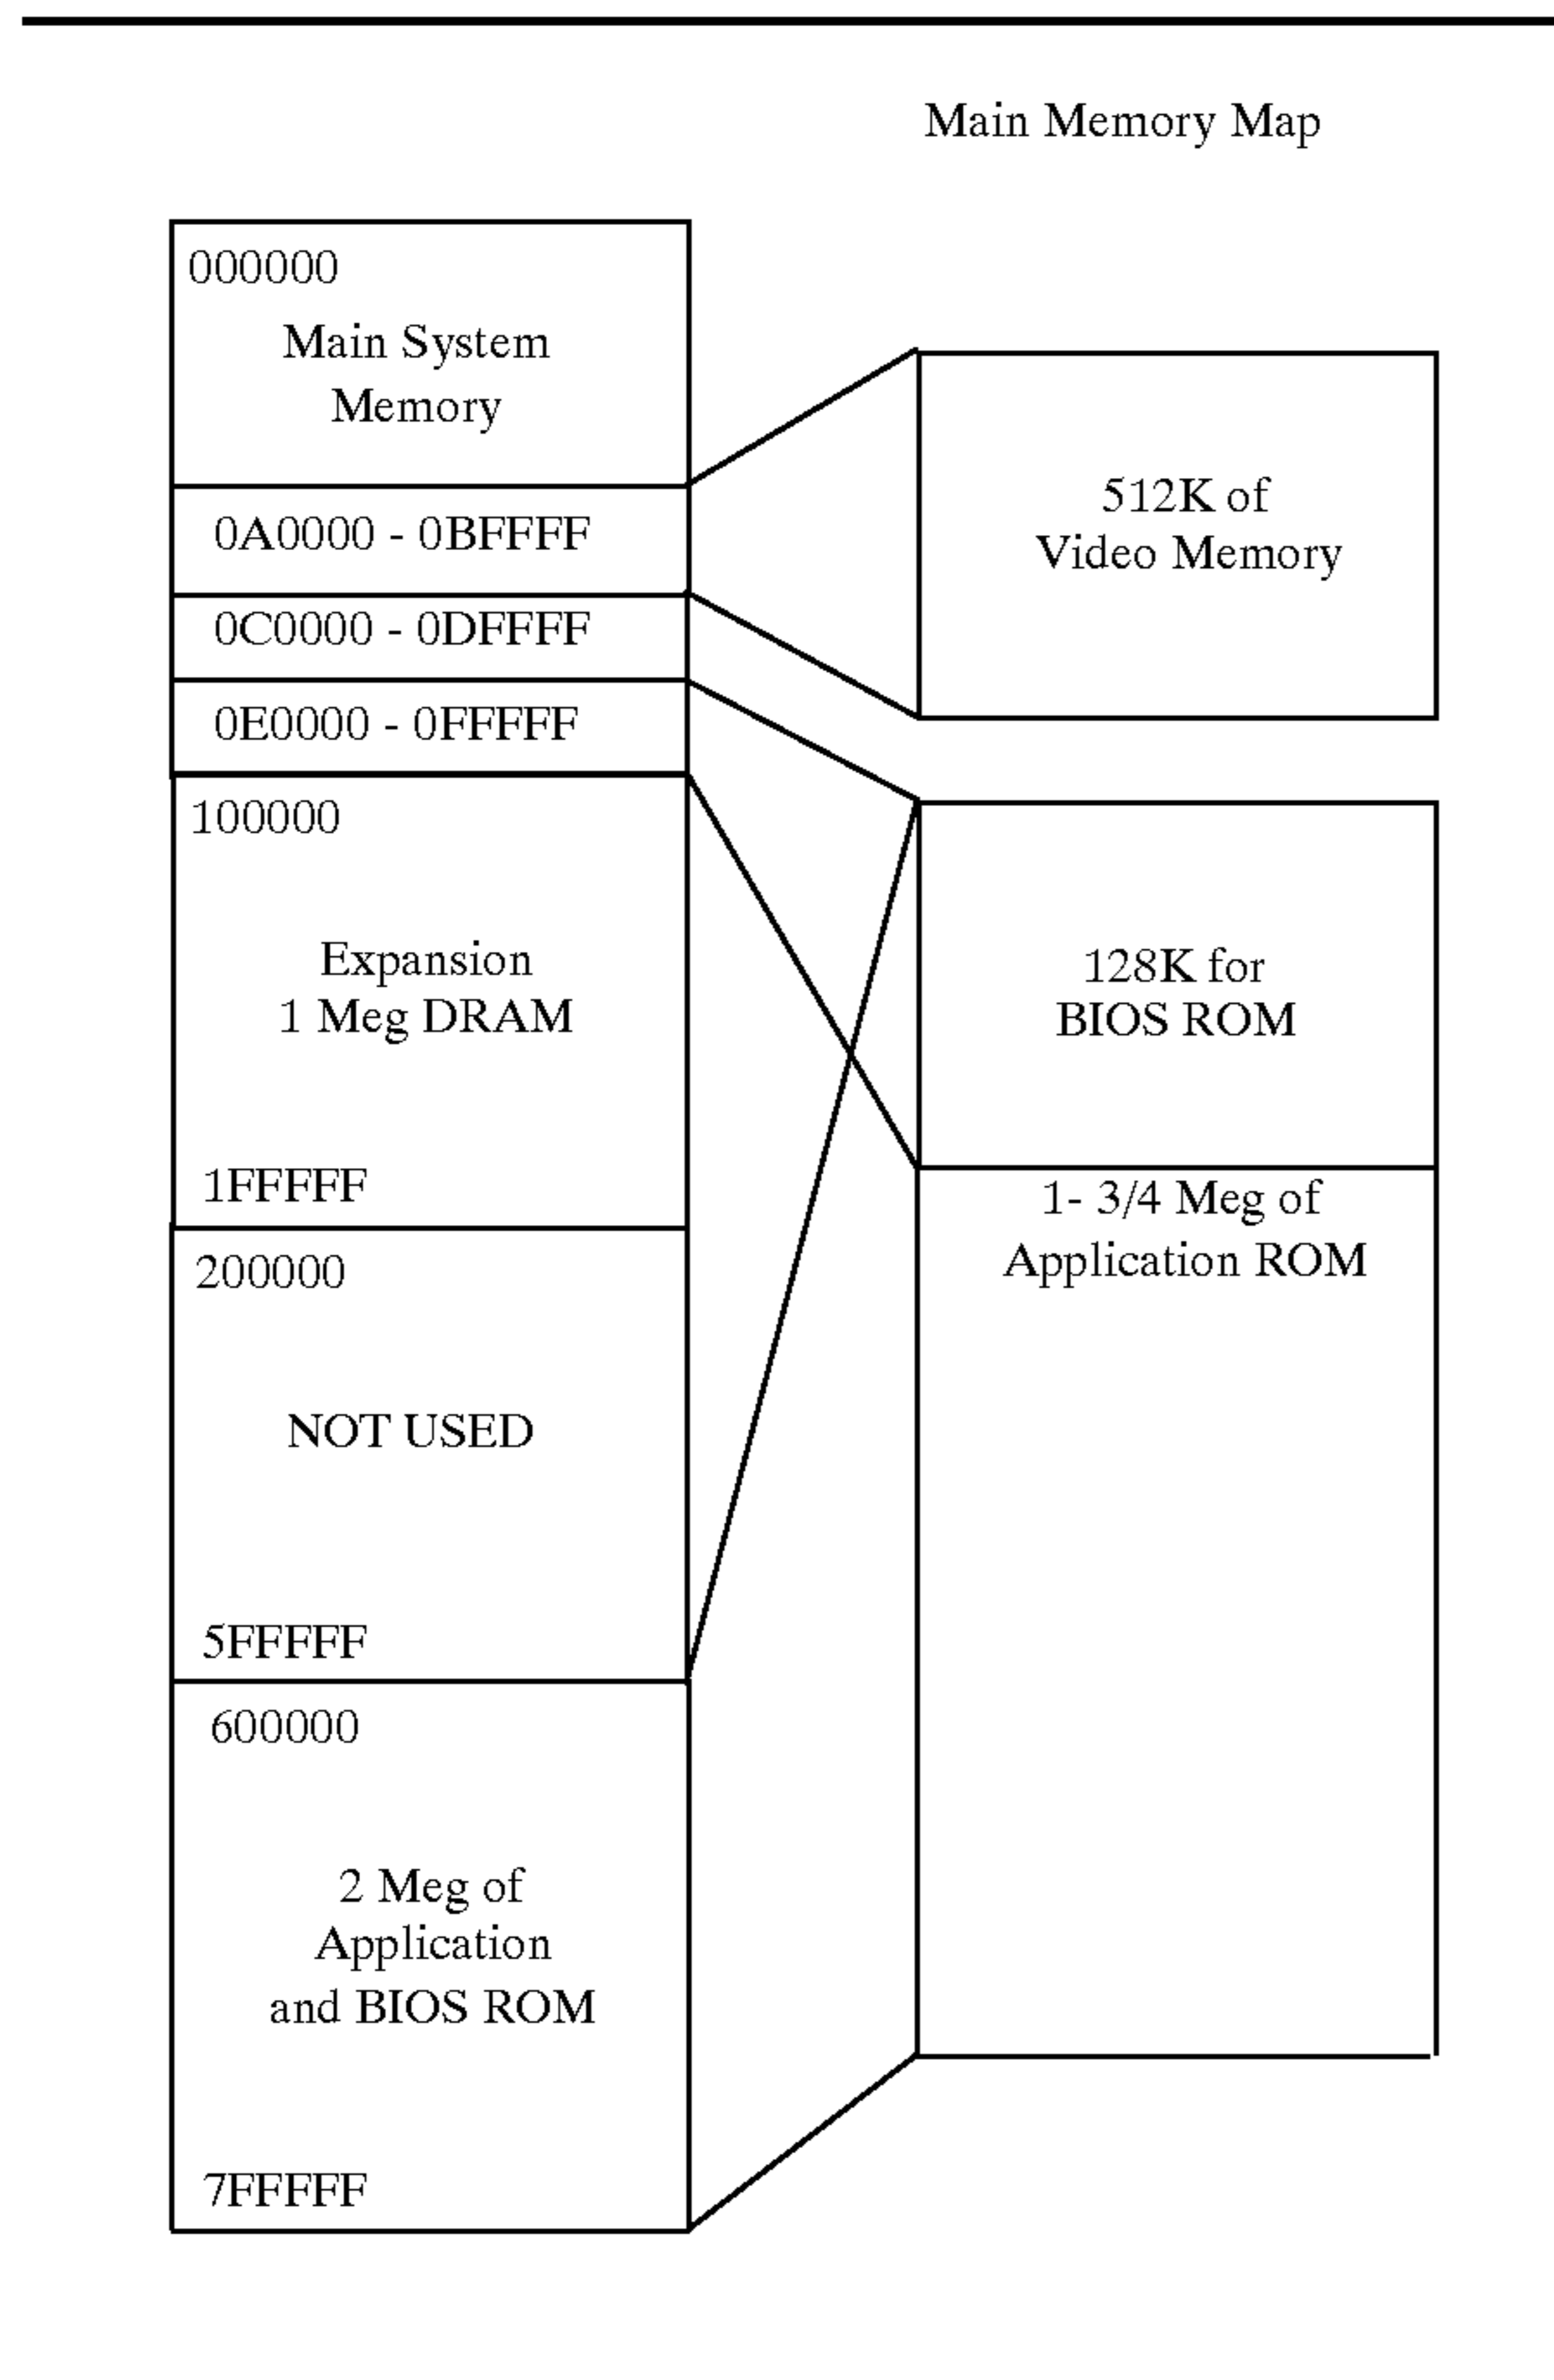 Main Memory Map
000000
Main System
Memory
0A0000 - 0BFFFF
0C0000 - 0DFFFF
0E0000 - 0FFFFF
100000
Expansion
1 Meg DRAM
1FFFFF
200000
NOT USED
5FFFFF
600000
2 Meg of
Application
and BIOS ROM
7FFFFF
512K of
Video Memory
128K for
BIOS ROM
1- 3/4 Meg of
Application ROM